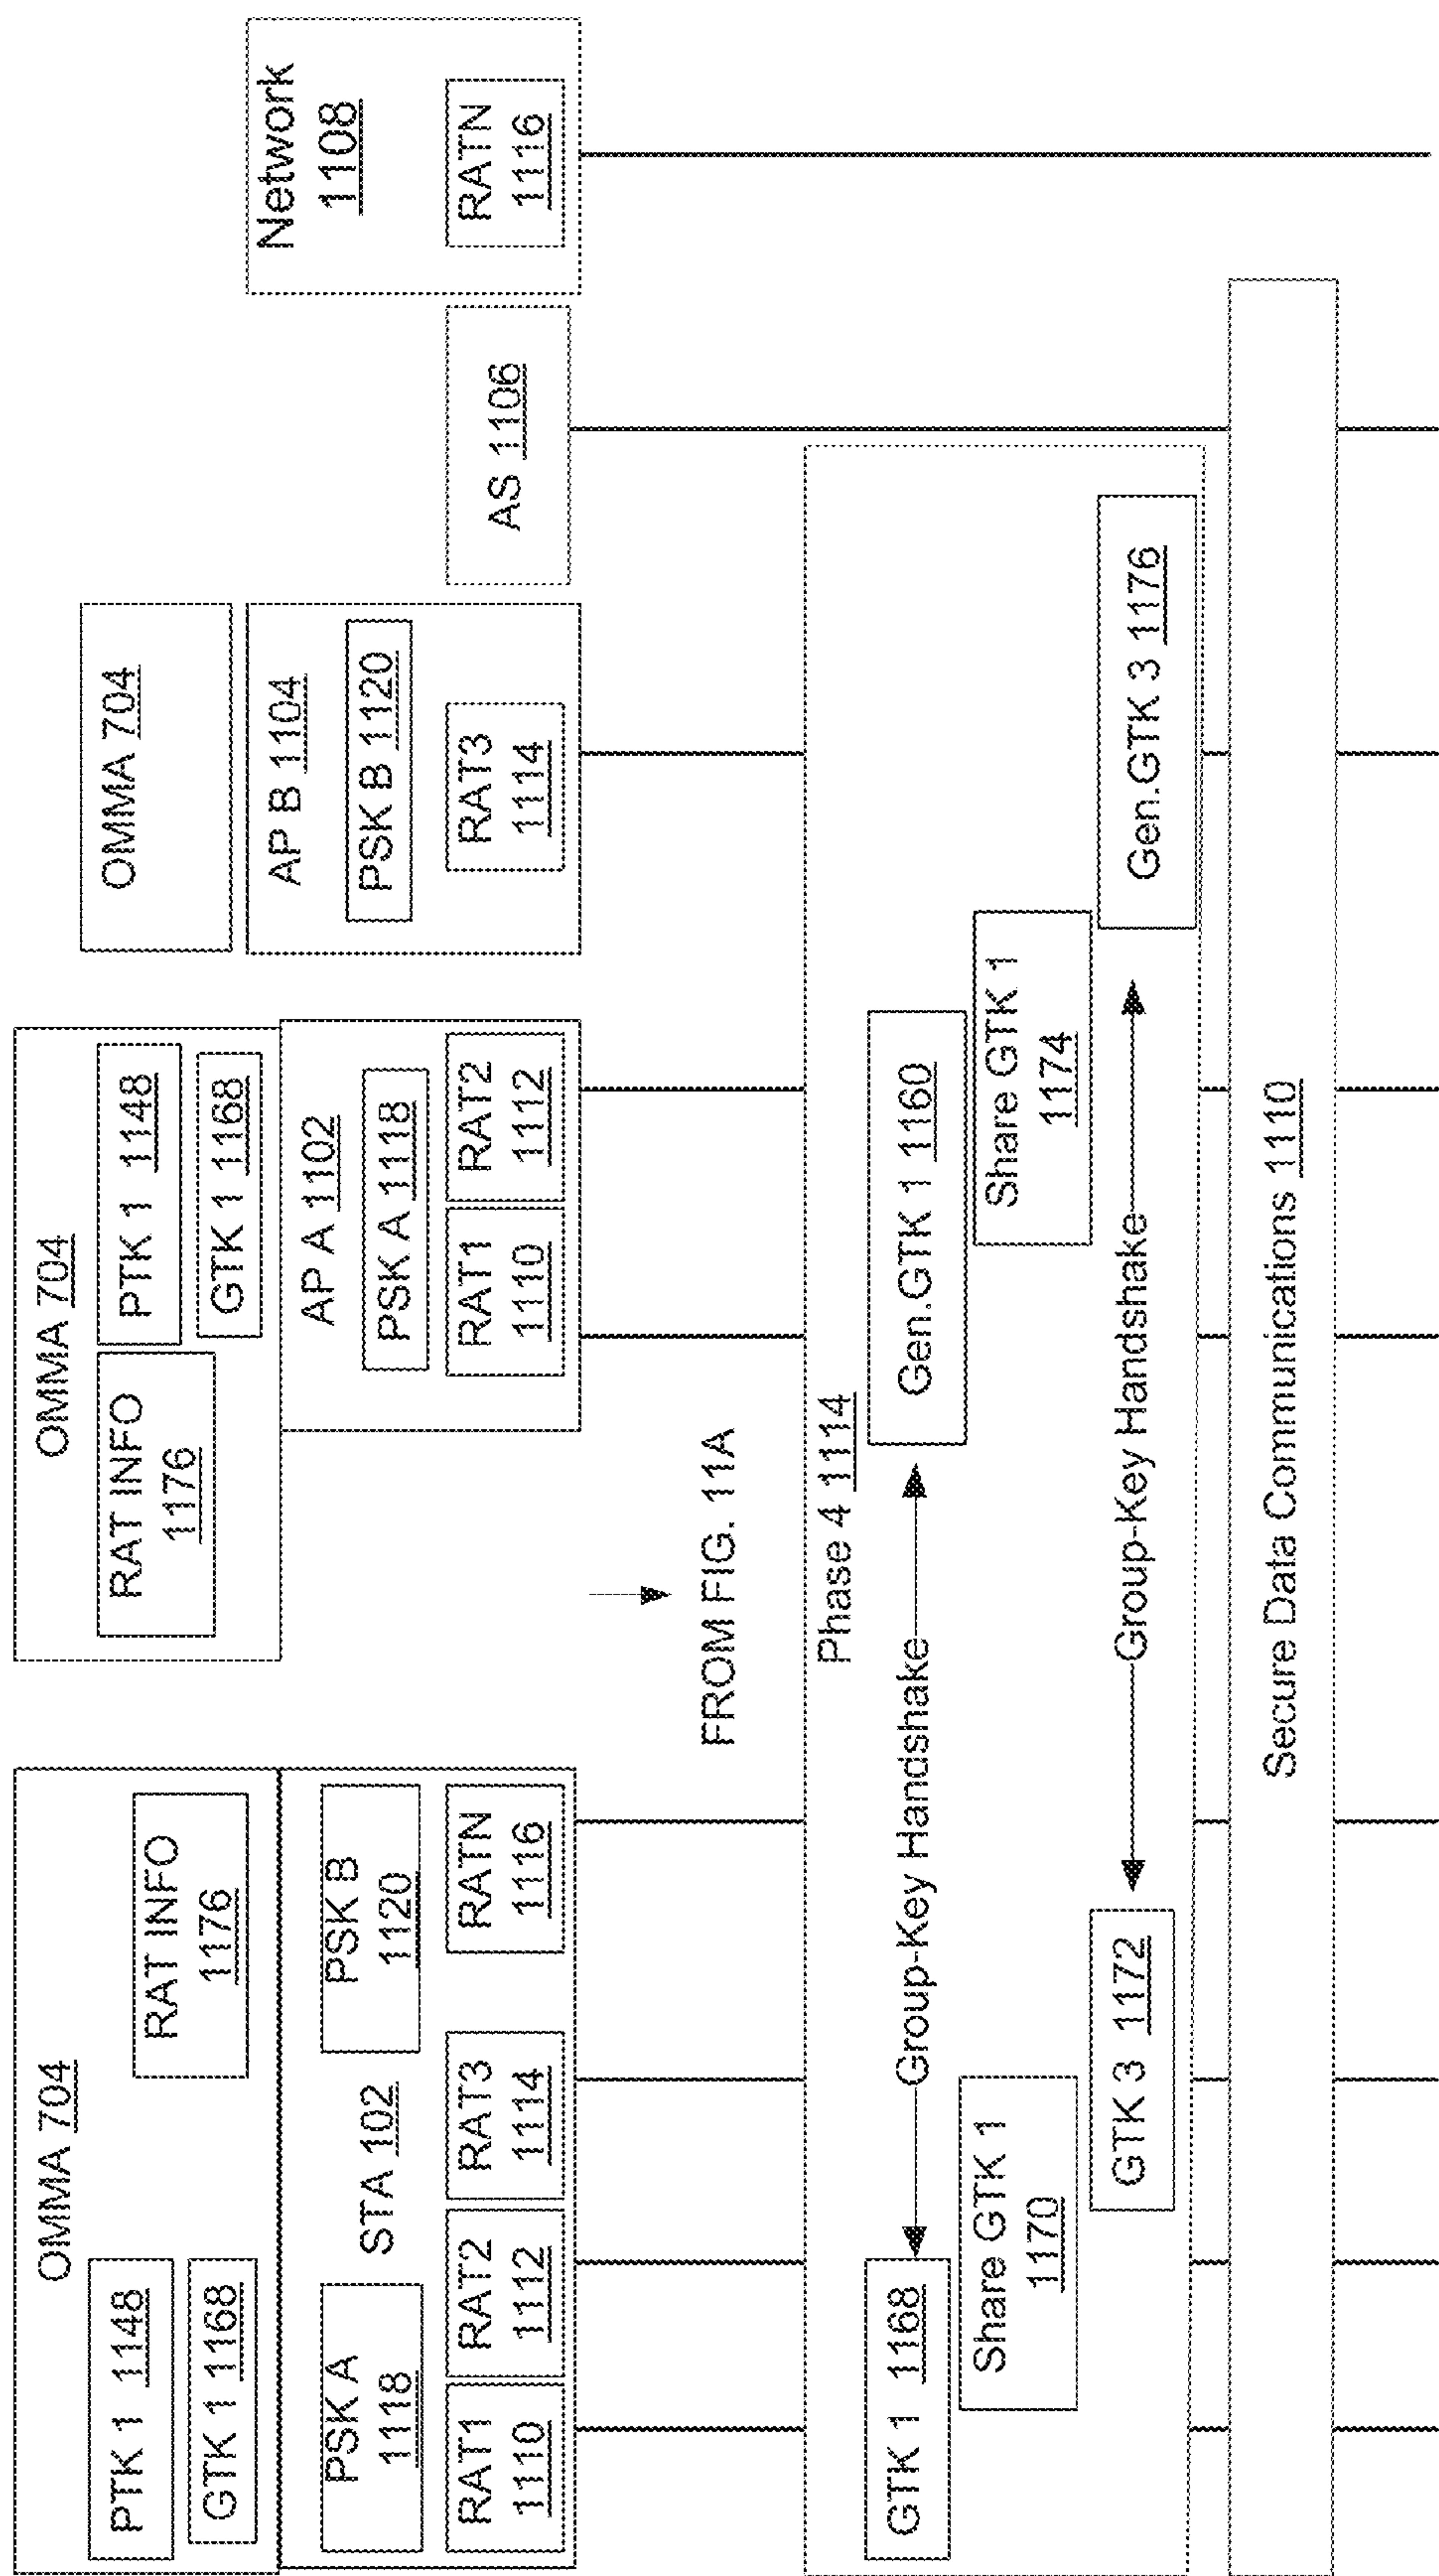 OMMA 704
PTK 1 1148
GTK 1 1168
RAT INFO
1176
PSK A
1118
STA 102
PSK B
1120
RAT1
1110
RAT2
1112
RAT3
1114
RATN
1116
OMMA 704
RAT INFO
1176
PTK 1 1148
GTK 1 1168
AP A 1102
PSK A 1118
RAT1
1110
RAT2
1112
OMMA 704
AP B 1104
PSK B 1120
RAT3
1114
AS 1106
Network
1108
RATN
1116
FROM FIG. 11A
Phase 4 1114
GTK 1 1168
Group-Key Handshake
Gen.GTK 1 1160
Share GTK 1
1170
Share GTK 1
1174
GTK 3 1172
Group-Key Handshake
Gen.GTK 3 1176
Secure Data Communications 1110